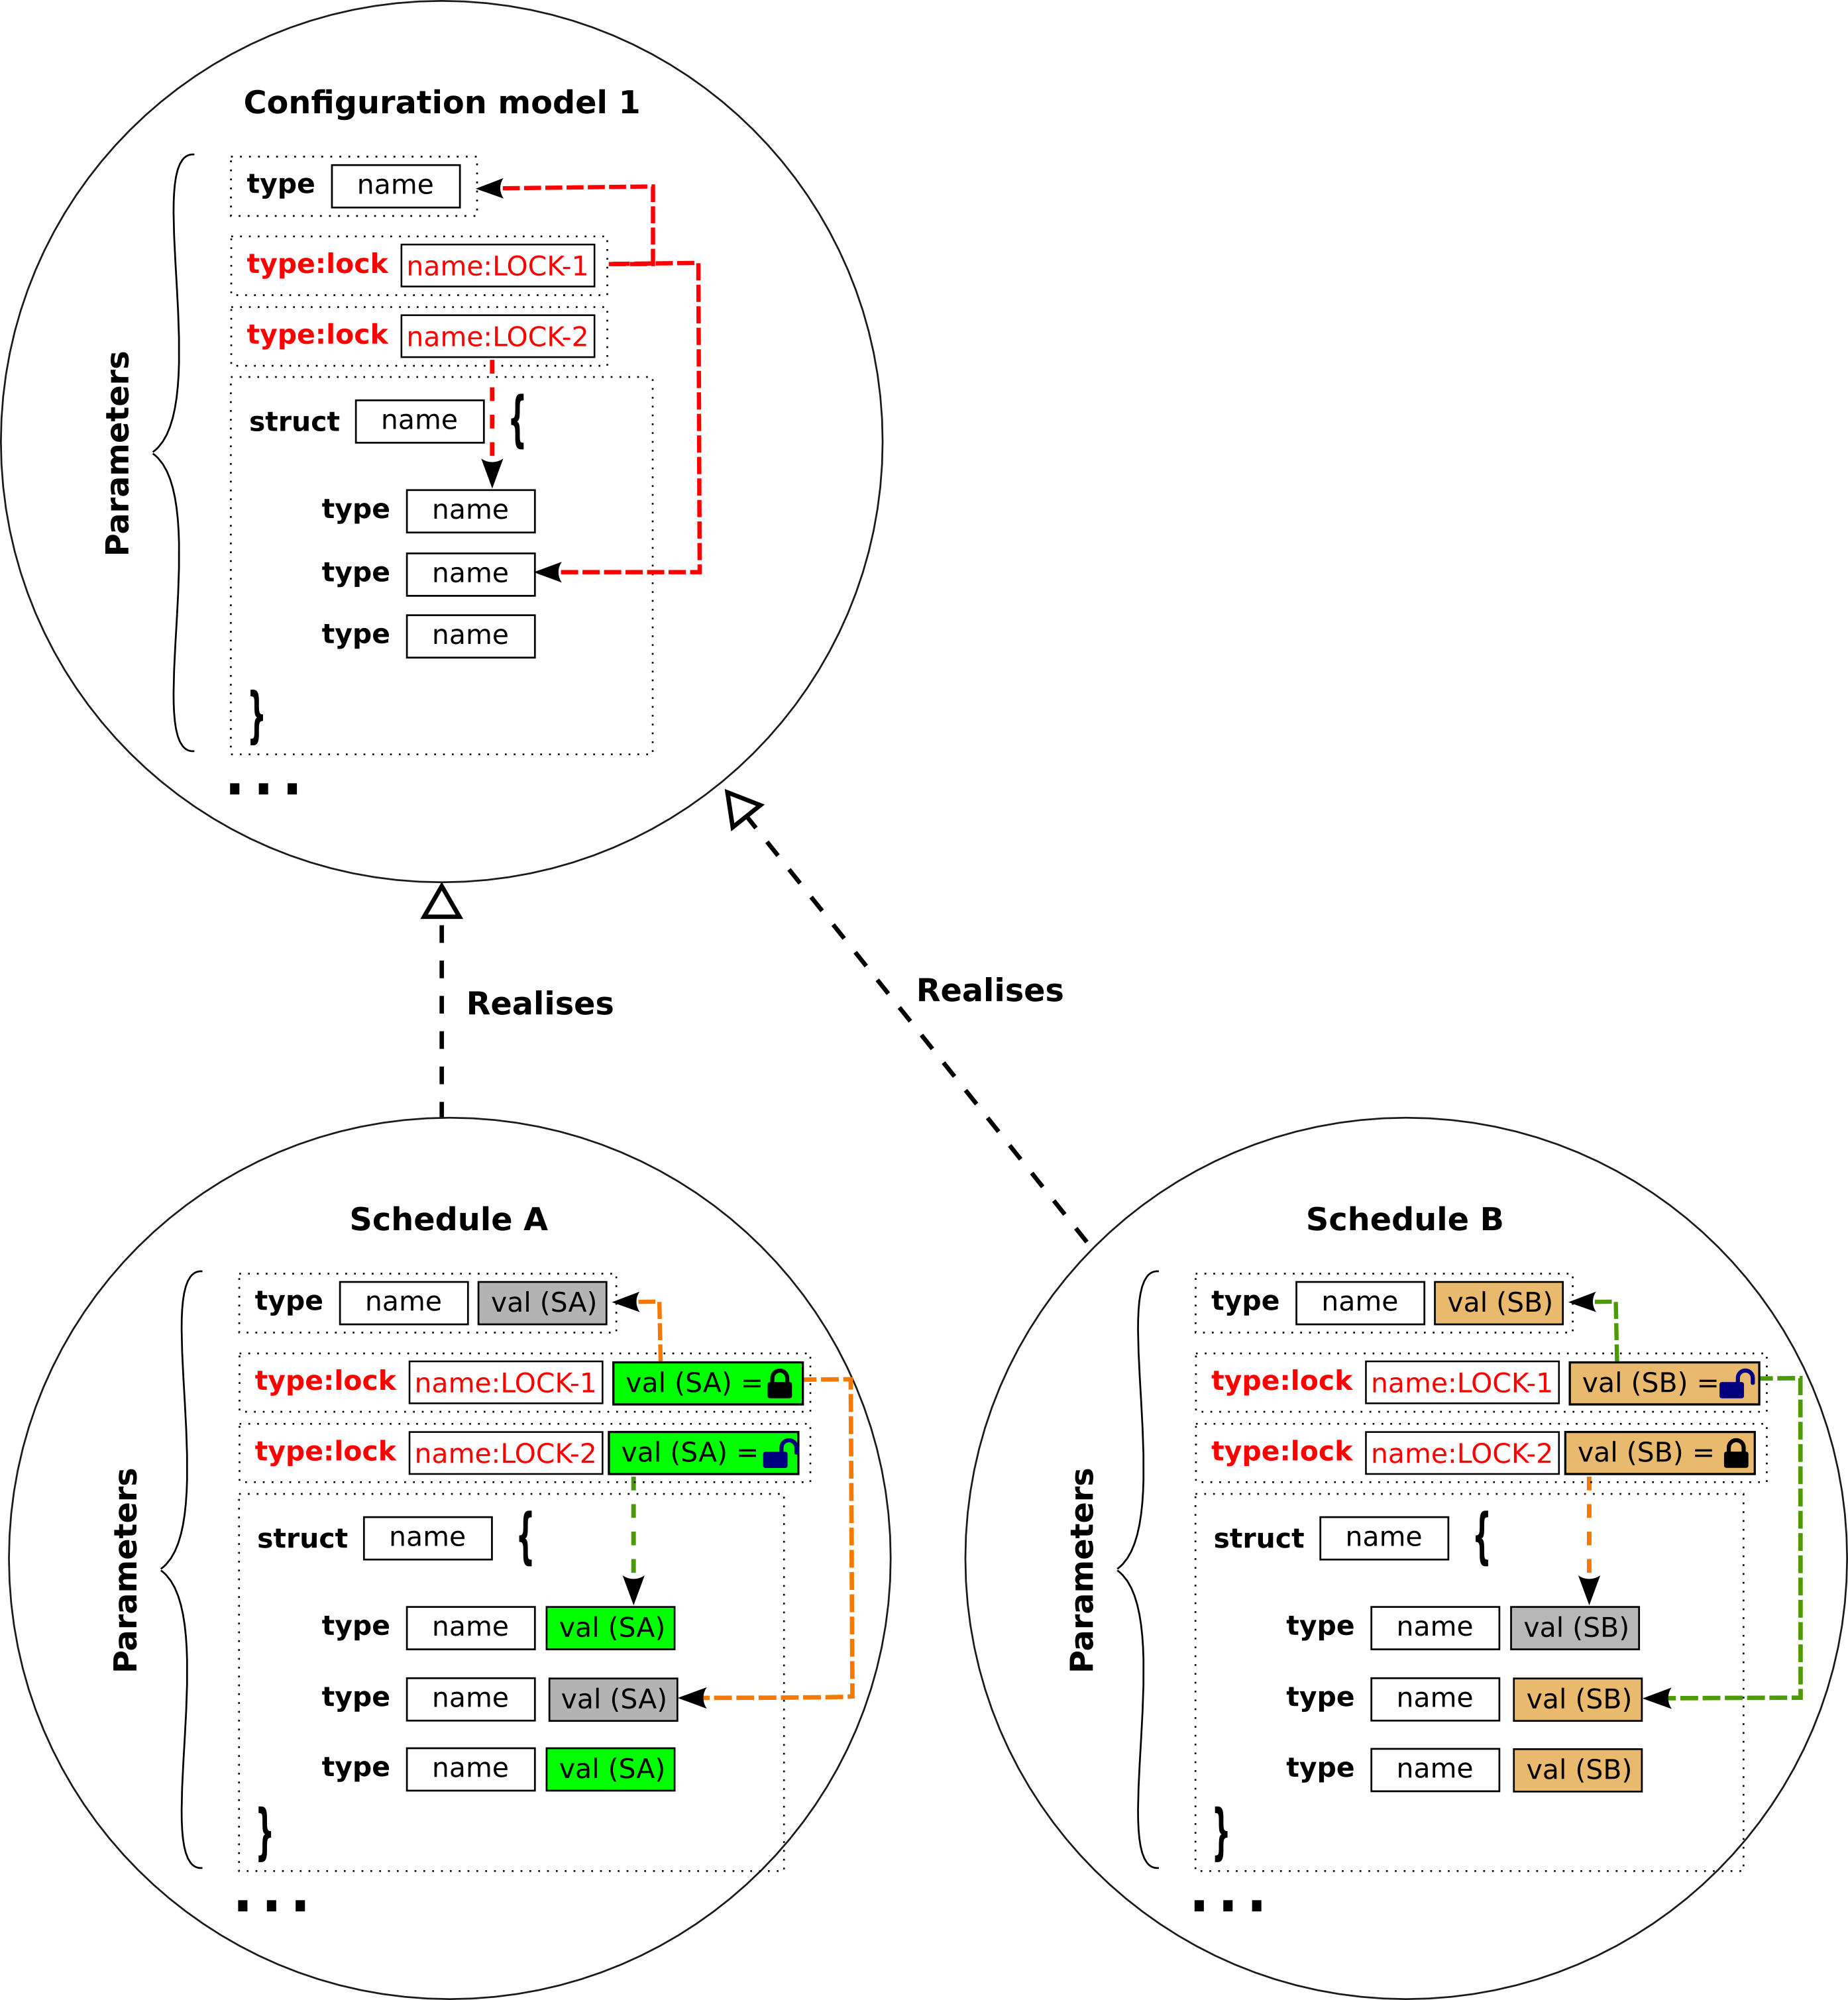 Configuration model 1
Parameters
type name
type:lock name:LOCK-1
type:lock name:LOCK-2
struct name {
type name
type name
type name
}
...
Realises
Realises
Schedule A
Parameters
type name val (SA)
type:lock name:LOCK-1 val (SA) =
type:lock name:LOCK-2 val (SA) =
struct name {
type name val (SA)
type name val (SA)
type name val (SA)
}
...
Schedule B
Parameters
type name val (SB)
type:lock name:LOCK-1 val (SB) =
type:lock name:LOCK-2 val (SB) =
struct name {
type name val (SB)
type name val (SB)
type name val (SB)
}
...